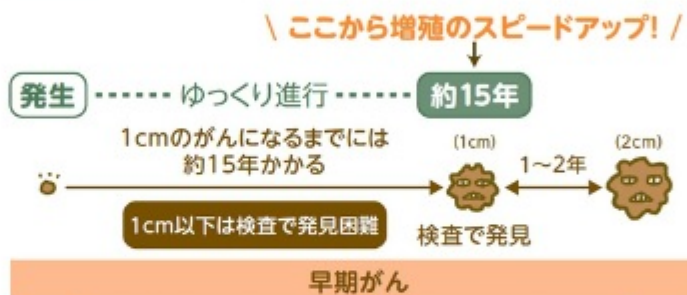 \ ここから増殖のスピードアップ! /
発生 ゆっくり進行 約15年
1cmのがんになるまでには
約15年かかる
(1cm)
1〜2年
(2cm)
1cm以下は検査で発見困難
検査で発見
早期がん